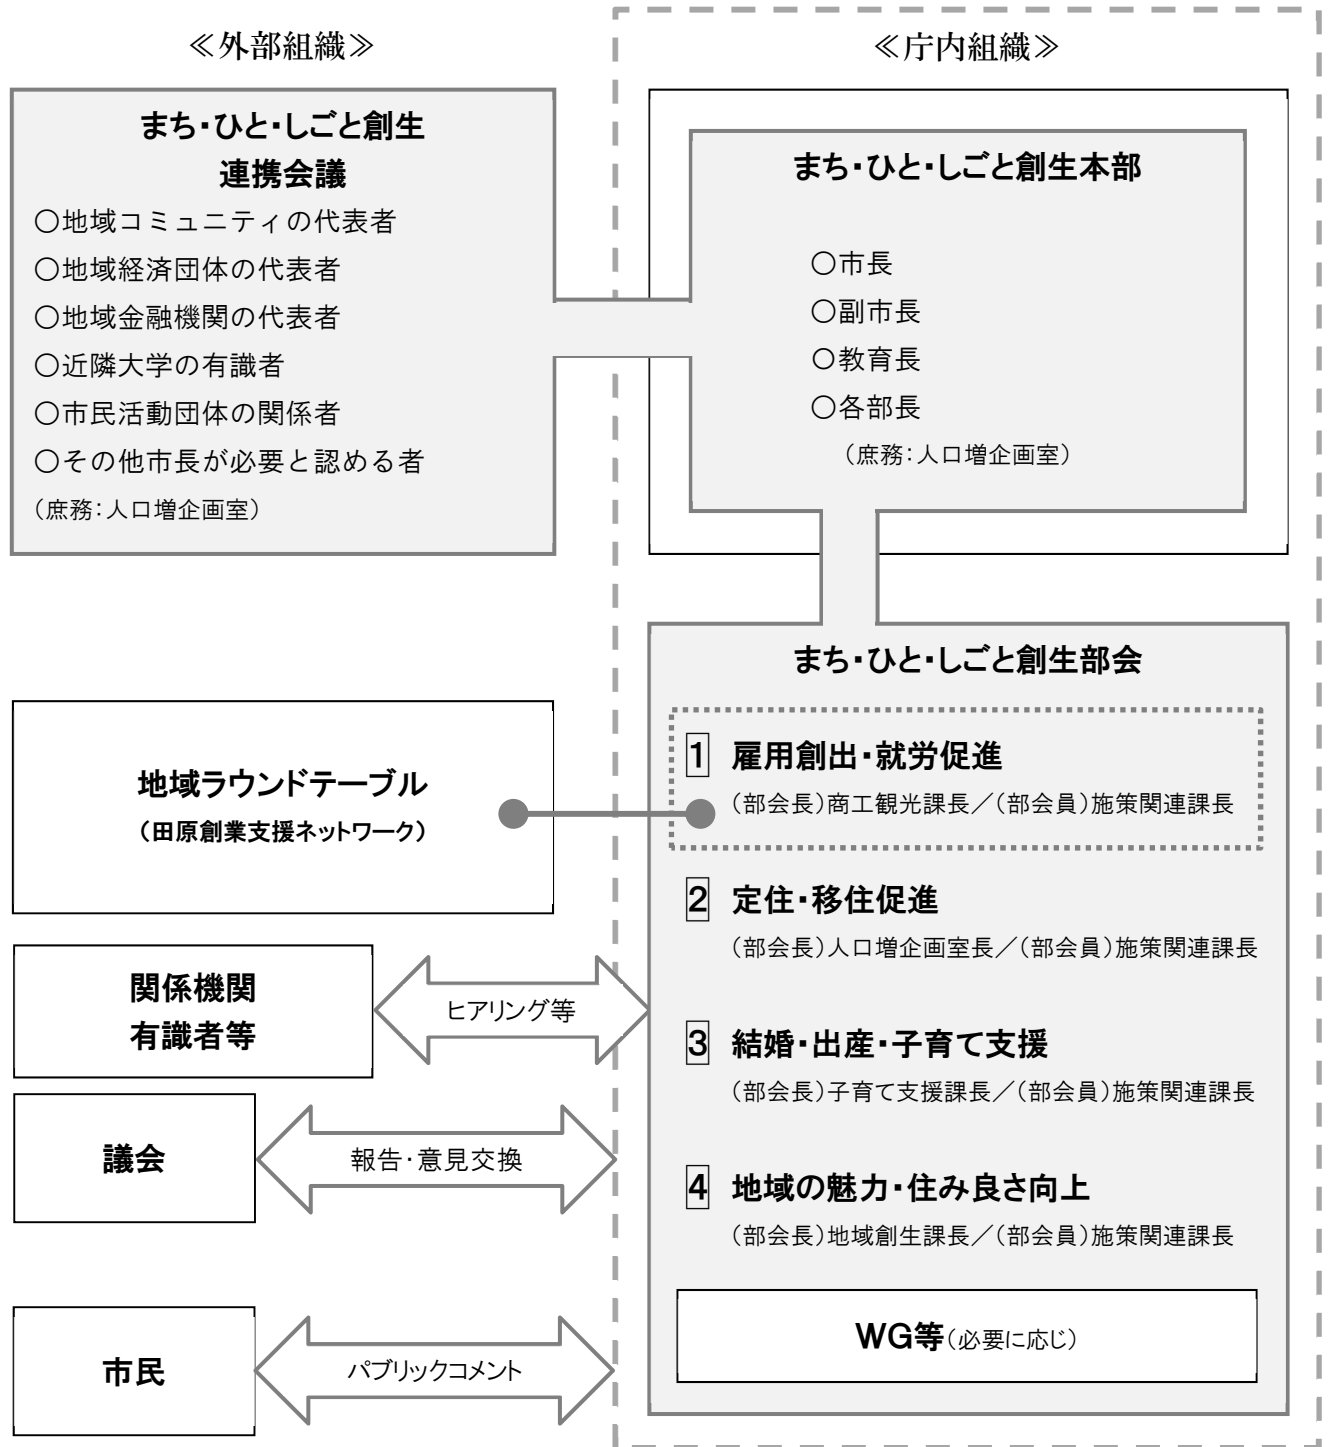 ≪外部組織≫
まち・ひと・しごと創生
連携会議
○地域コミュニティの代表者
○地域経済団体の代表者
○地域金融機関の代表者
○近隣大学の有識者
○市民活動団体の関係者
○その他市長が必要と認める者
（庶務：人口増企画室）
≪庁内組織≫
まち・ひと・しごと創生本部
○市長
○副市長
○教育長
○各部長
（庶務：人口増企画室）
まち・ひと・しごと創生部会
1 雇用創出・就労促進
（部会長）商工観光課長／（部会員）施策関連課長
2 定住・移住促進
（部会長）人口増企画室長／（部会員）施策関連課長
3 結婚・出産・子育て支援
（部会長）子育て支援課長／（部会員）施策関連課長
4 地域の魅力・住み良さ向上
（部会長）地域創生課長／（部会員）施策関連課長
WG等（必要に応じ）
地域ラウンドテーブル
（田原創業支援ネットワーク）
関係機関
有識者等
ヒアリング等
議会
報告・意見交換
市民
パブリックコメント